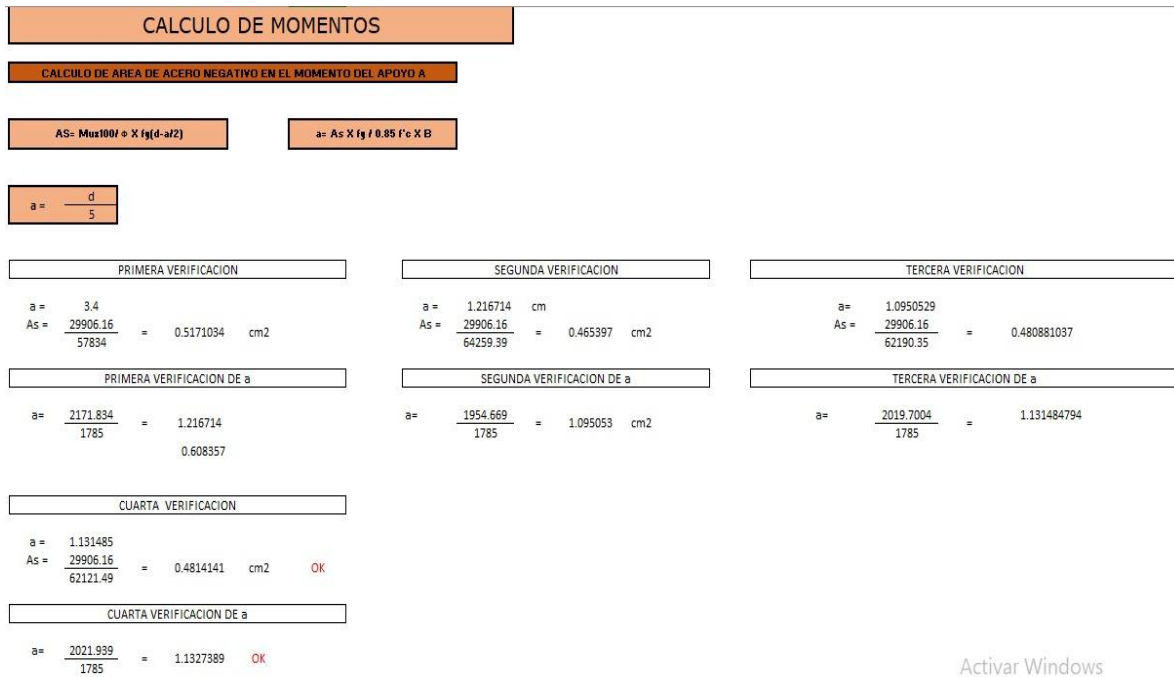 CALCULO DE MOMENTOS
CALCULO DE AREA DE ACERO NEGATIVO EN EL MOMENTO DEL APOYO A
AS= Mux100/ Φ X fy(d-a/2)
a= As X fy / 0.85 f'c X B
a = d
5
PRIMERA VERIFICACION
a = 3.4
As = 29906.16 = 0.5171034 cm2
57834
PRIMERA VERIFICACION DE a
a= 2171.834 = 1.216714
1785
0.608357
SEGUNDA VERIFICACION
a = 1.216714 cm
As = 29906.16 = 0.465397 cm2
64259.39
SEGUNDA VERIFICACION DE a
a= 1954.669 = 1.095053 cm2
1785
TERCERA VERIFICACION
a= 1.0950529
As = 29906.16 = 0.480881037
62190.35
TERCERA VERIFICACION DE a
a= 2019.7004 = 1.131484794
1785
CUARTA VERIFICACION
a = 1.131485
As = 29906.16 = 0.4814141 cm2 OK
62121.49
CUARTA VERIFICACION DE a
a= 2021.939 = 1.1327389 OK
1785
Activar Windows